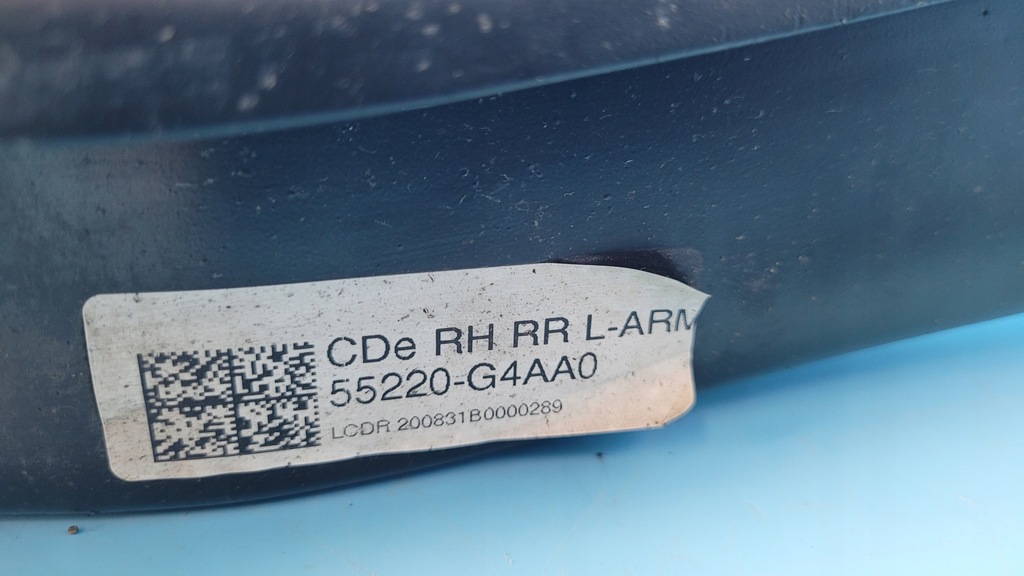 CDe RH RR L-ARM
55220-G4AA0
LCDR 200831B0000289